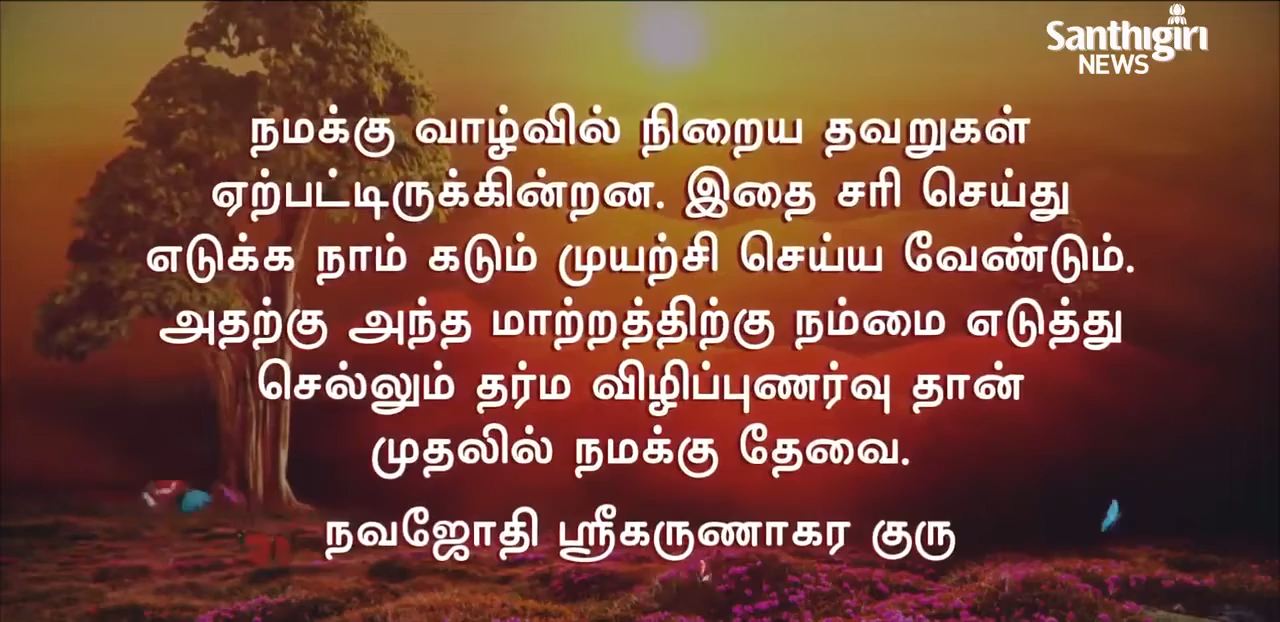 Santhigiri
NEWS
நமக்கு வாழ்வில் நிறைய தவறுகள்
ஏற்பட்டிருக்கின்றன. இதை சரி செய்து
எடுக்க நாம் கடும் முயற்சி செய்ய வேண்டும்.
அதற்கு அந்த மாற்றத்திற்கு நம்மை எடுத்து
செல்லும் தர்ம விழிப்புணர்வு தான்
முதலில் நமக்கு தேவை.
நவஜோதி ஸ்ரீகருணாகர குரு